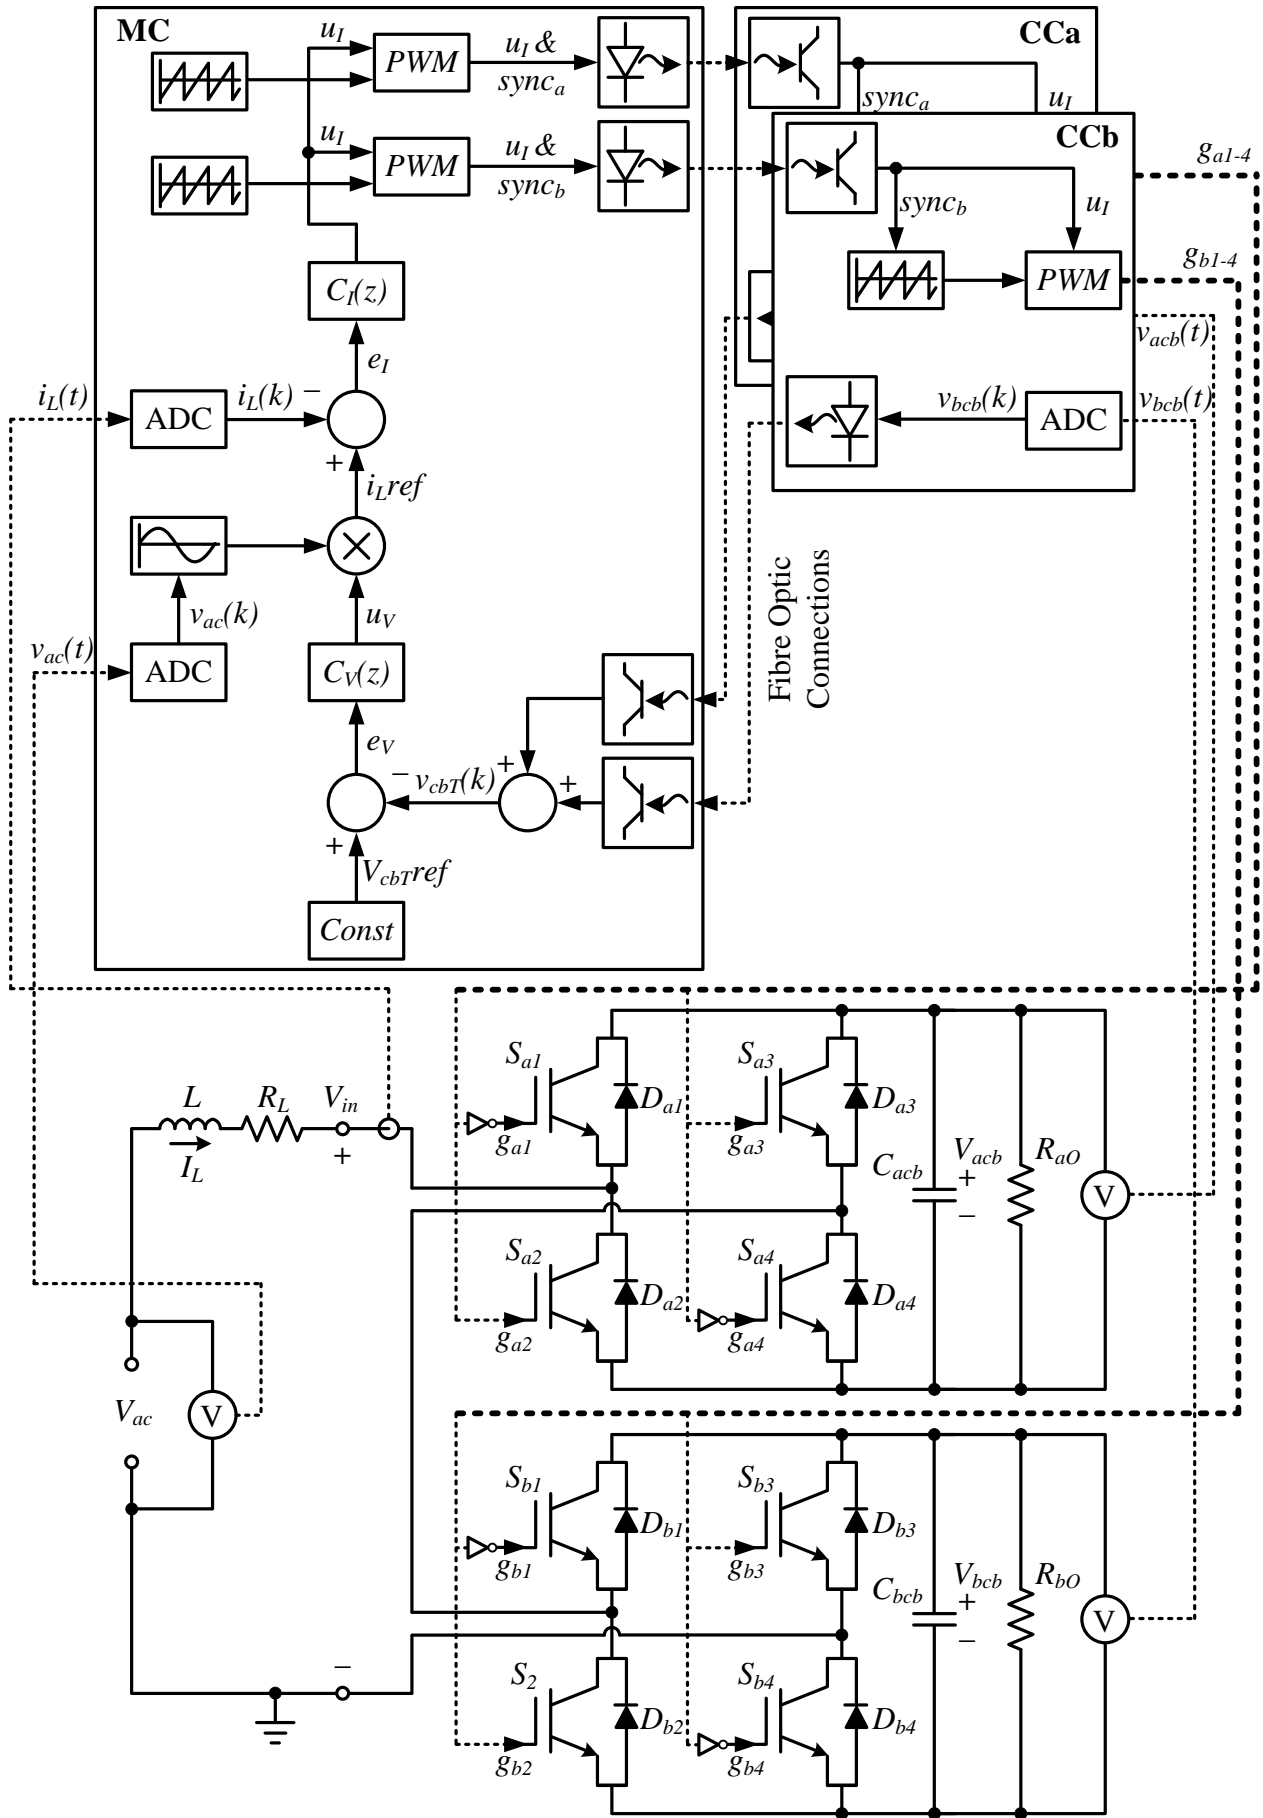 MC
u_I
PWM
u_I &
sync_a
CCa
sync_a
u_I
u_I
PWM
u_I &
sync_b
CCb
sync_b
u_I
PWM
g_a1-4
g_b1-4
C_I(z)
e_I
i_L(t)
ADC
i_L(k)
−
+
i_Lref
v_acb(t)
v_bcb(k)
ADC
v_bcb(t)
v_ac(k)
u_V
v_ac(t)
ADC
C_V(z)
Fibre Optic
Connections
e_V
−
v_cbT(k)
+
+
+
V_cbTref
Const
L
R_L
V_in
+
I_L
S_a1
D_a1
g_a1
S_a3
D_a3
g_a3
C_acb
V_acb
+
−
R_aO
V
S_a2
D_a2
g_a2
S_a4
D_a4
g_a4
V_ac
V
S_b1
D_b1
g_b1
S_b3
D_b3
g_b3
C_bcb
V_bcb
+
−
R_bO
V
−
S_2
D_b2
g_b2
S_b4
D_b4
g_b4